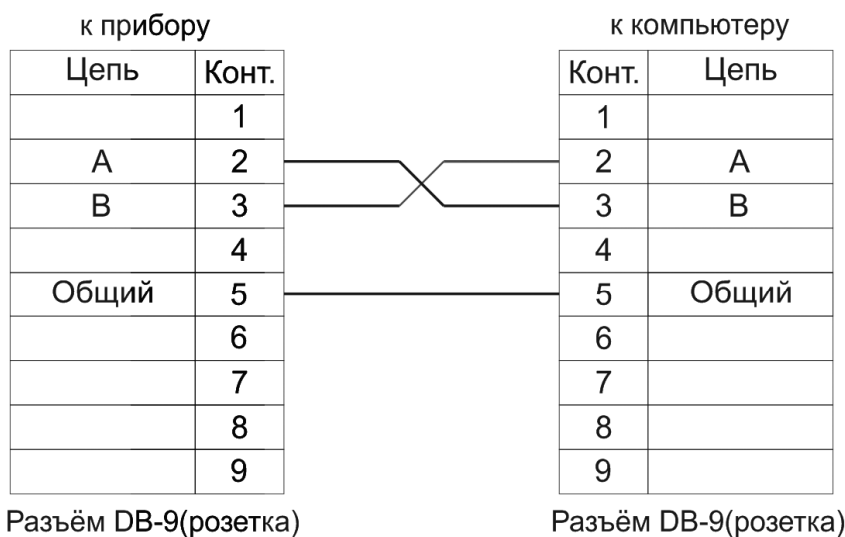 к прибору к компьютеру
Цепь Конт. Конт. Цепь
1 1
А 2 2 А
В 3 3 В
4 4
Общий 5 5 Общий
6 6
7 7
8 8
9 9
Разъём DB-9(розетка) Разъём DB-9(розетка)